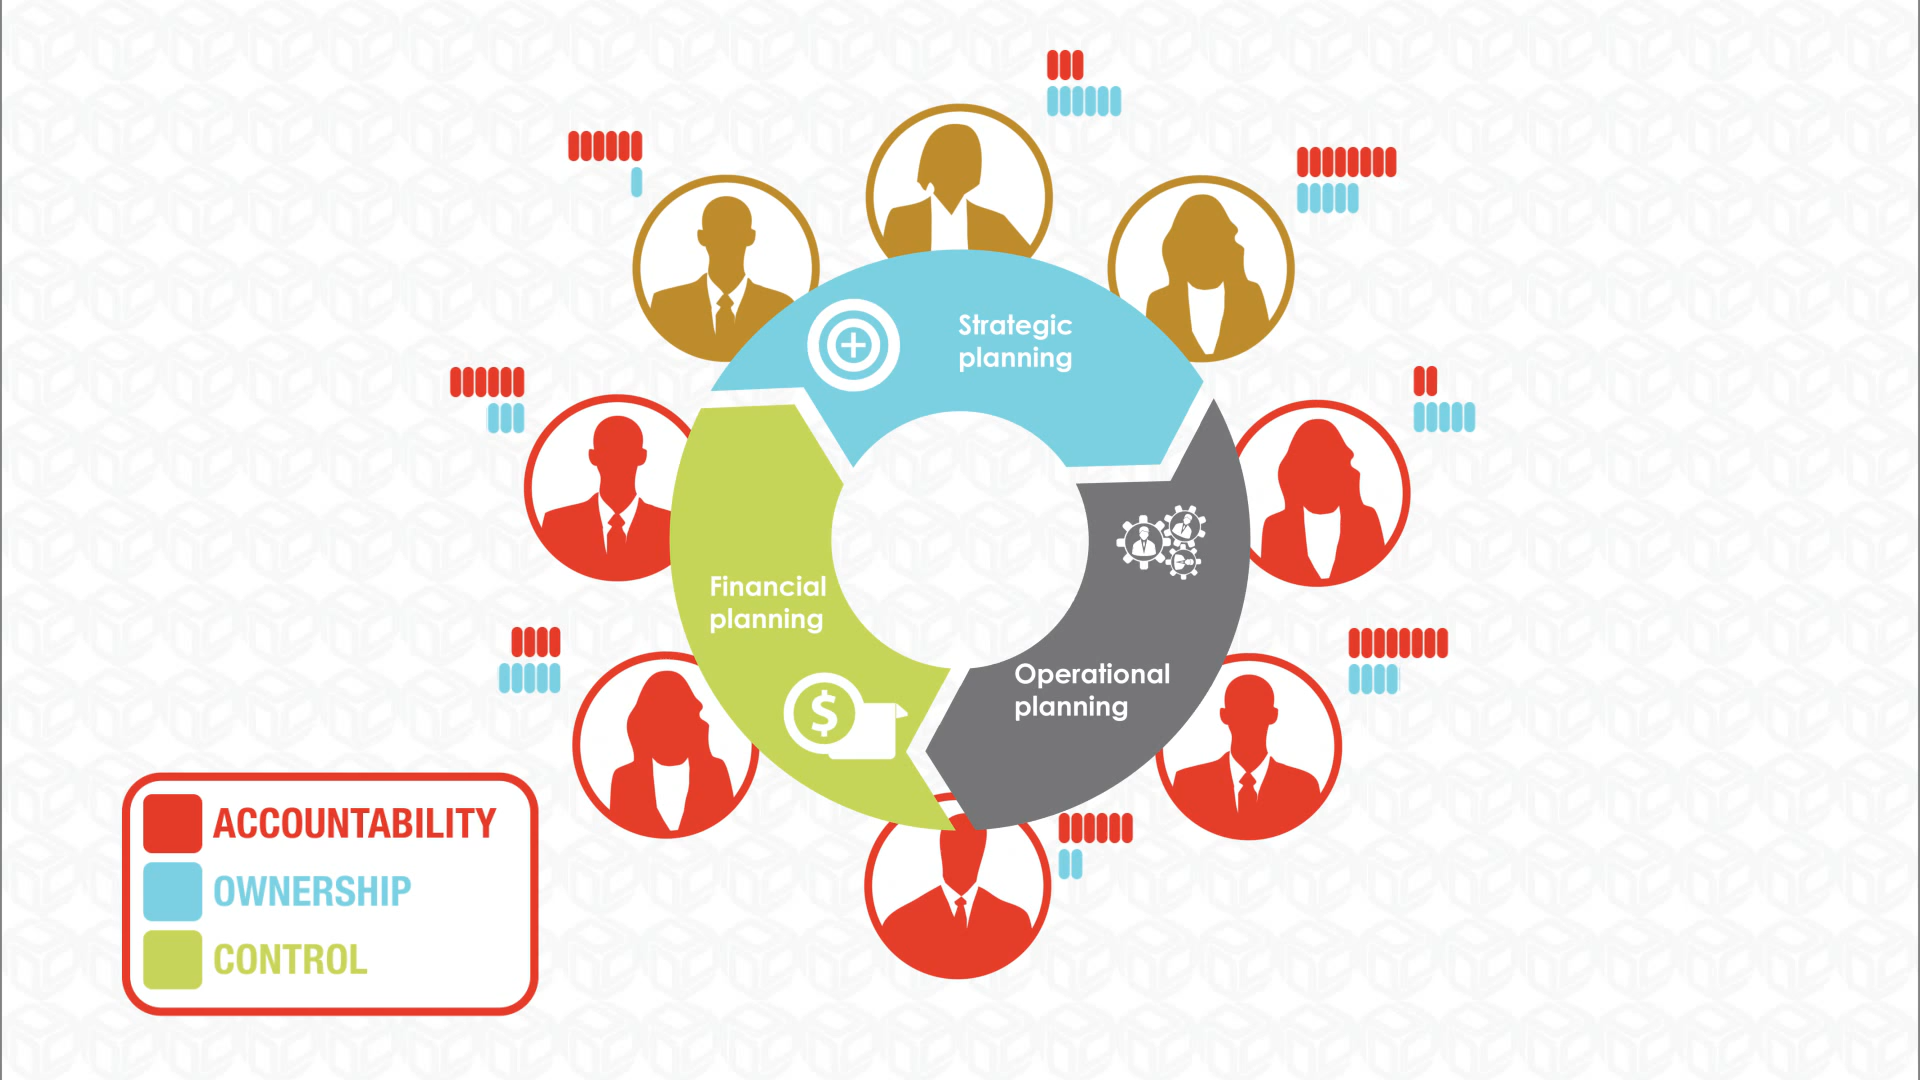 Strategic
planning
Financial
planning
$
Operational
planning
ACCOUNTABILITY
OWNERSHIP
CONTROL